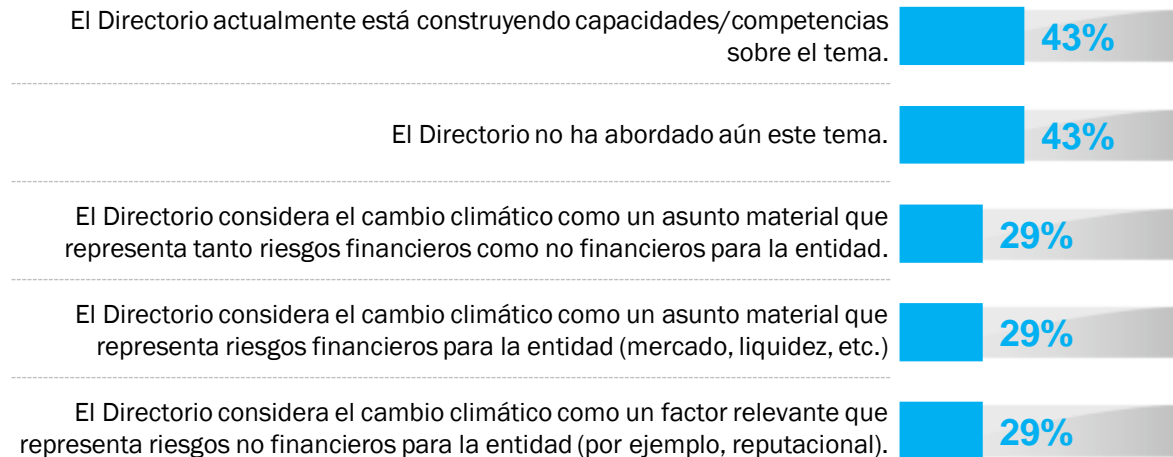 El Directorio actualmente está construyendo capacidades/competencias
sobre el tema.
43%
El Directorio no ha abordado aún este tema.
43%
El Directorio considera el cambio climático como un asunto material que
representa tanto riesgos financieros como no financieros para la entidad.
29%
El Directorio considera el cambio climático como un asunto material que
representa riesgos financieros para la entidad (mercado, liquidez, etc.)
29%
El Directorio considera el cambio climático como un factor relevante que
representa riesgos no financieros para la entidad (por ejemplo, reputacional).
29%